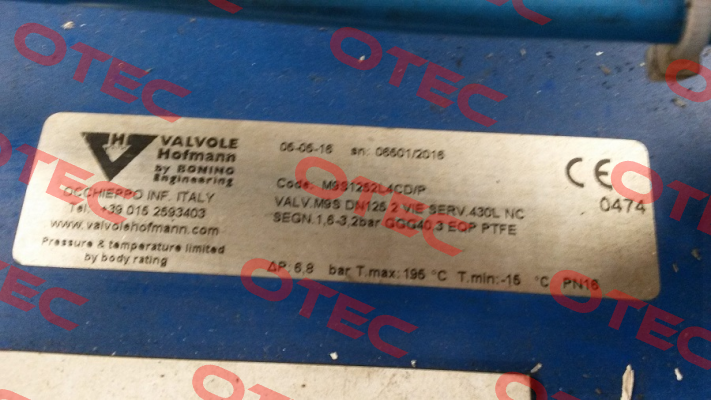 VALVOLE
Hofmann
by BONINO
Engineering
OCCHIEPPO INF. ITALY
Tel. +39 015 2593403
www.valvolehofmann.com
Pressure & temperature limited
by body rating
05-05-16 sn: 06501/2016
Code: M9S1252L4CD/P
VALV.M9S DN125 2 VIE SERV.430L NC
SEGN.1,6-3,2bar GGG40.3 EQP PTFE
ΔP: 6,8 bar T.max: 195 °C T.min: -15 °C PN16
CE
0474
OTEC
OTEC
OTEC
OTEC
OTEC
OTEC
OTEC
OTEC